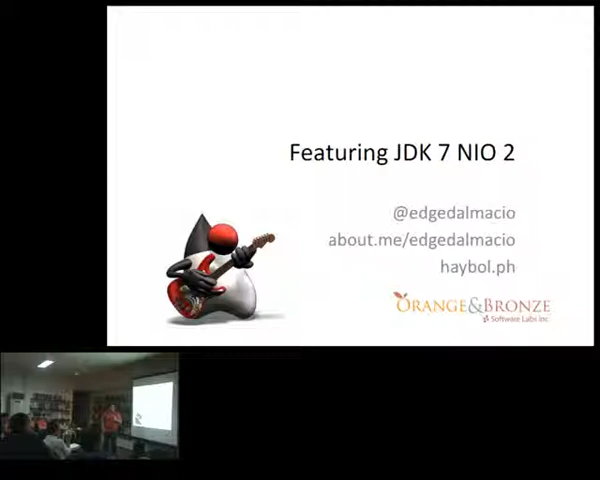 Featuring JDK 7 NIO 2
@edgedalmacio
about.me/edgedalmacio
haybol.ph
ORANGE&BRONZE
Software Labs Inc.